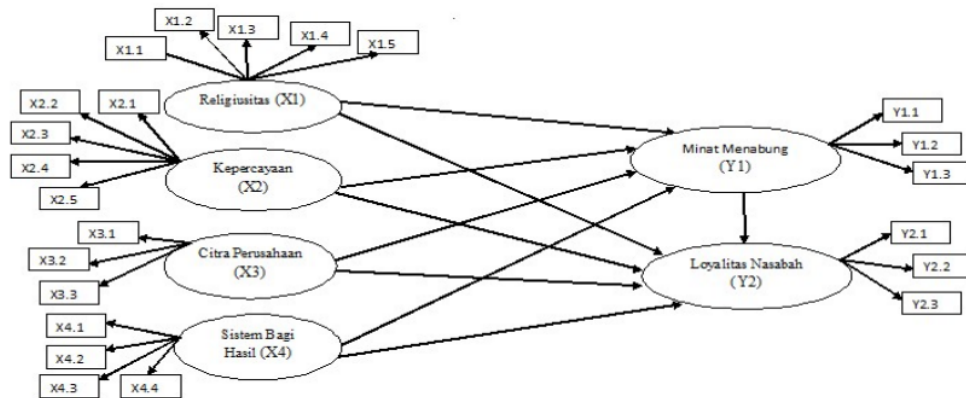 X1.2
X1.3
X1.4
X1.1
X1.5
Religiusitas (X1)
X2.2
X2.1
X2.3
X2.4
X2.5
Kepercayaan
(X2)
X3.1
X3.2
X3.3
Citra Perusahaan
(X3)
X4.1
X4.2
X4.3
X4.4
Sistem Bagi
Hasil (X4)
Minat Menabung
(Y1)
Y1.1
Y1.2
Y1.3
Loyalitas Nasabah
(Y2)
Y2.1
Y2.2
Y2.3